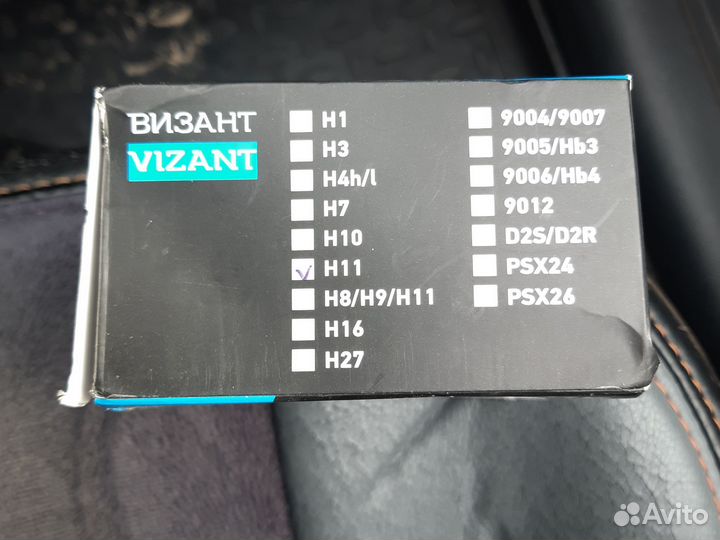 ВИЗАНТ
VIZANT
H1
H3
H4h/l
H7
H10
H11
H8/H9/H11
H16
H27
9004/9007
9005/Hb3
9006/Hb4
9012
D2S/D2R
PSX24
PSX26
Avito